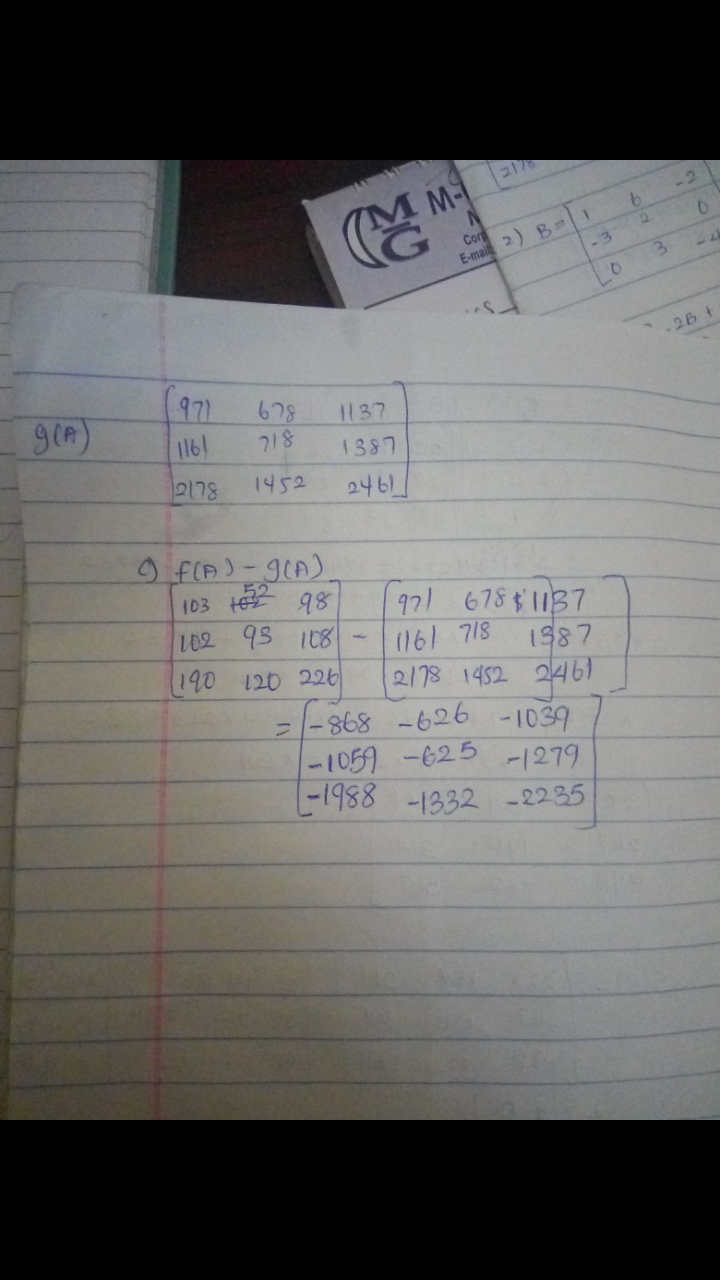 [2178
M
G
M-
N
Corp
E-mail
2) B = [1 6 -2
-3 2 0
0 3 -4
-2B +
g(A) [971 678 1137
1161 718 1387
2178 1452 2461]
c) f(A) - g(A)
[103 52 98] - [971 678 1137]
102 93 108 1161 718 1387
190 120 226 2178 1452 2461
= [-868 -626 -1039]
-1059 -625 -1279
-1988 -1332 -2235